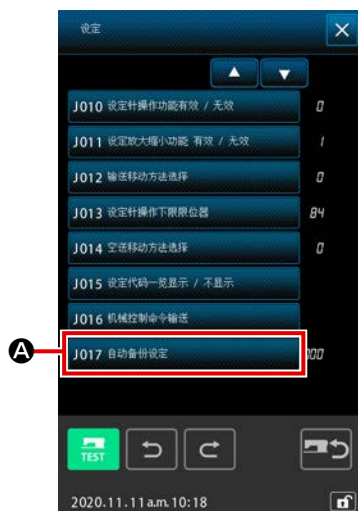 设定
J010 设定针操作功能有效 / 无效 0
J011 设定放大缩小功能 有效 / 无效 1
J012 输送移动方法选择 0
J013 设定针操作下限限位器 84
J014 空送移动方法选择 0
J015 设定代码一览显示 / 不显示
J016 机械控制命令输送
A J017 自动备份设定 000
TEST
2020.11.11a.m.10:18